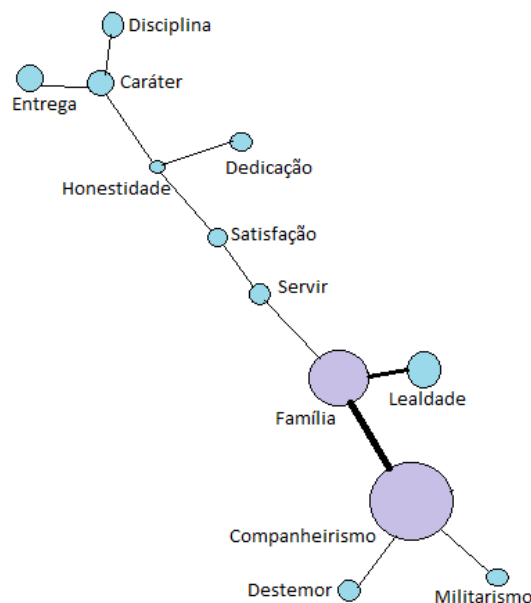 Disciplina
Caráter
Entrega
Dedicação
Honestidade
Satisfação
Servir
Lealdade
Família
Companheirismo
Destemor
Militarismo